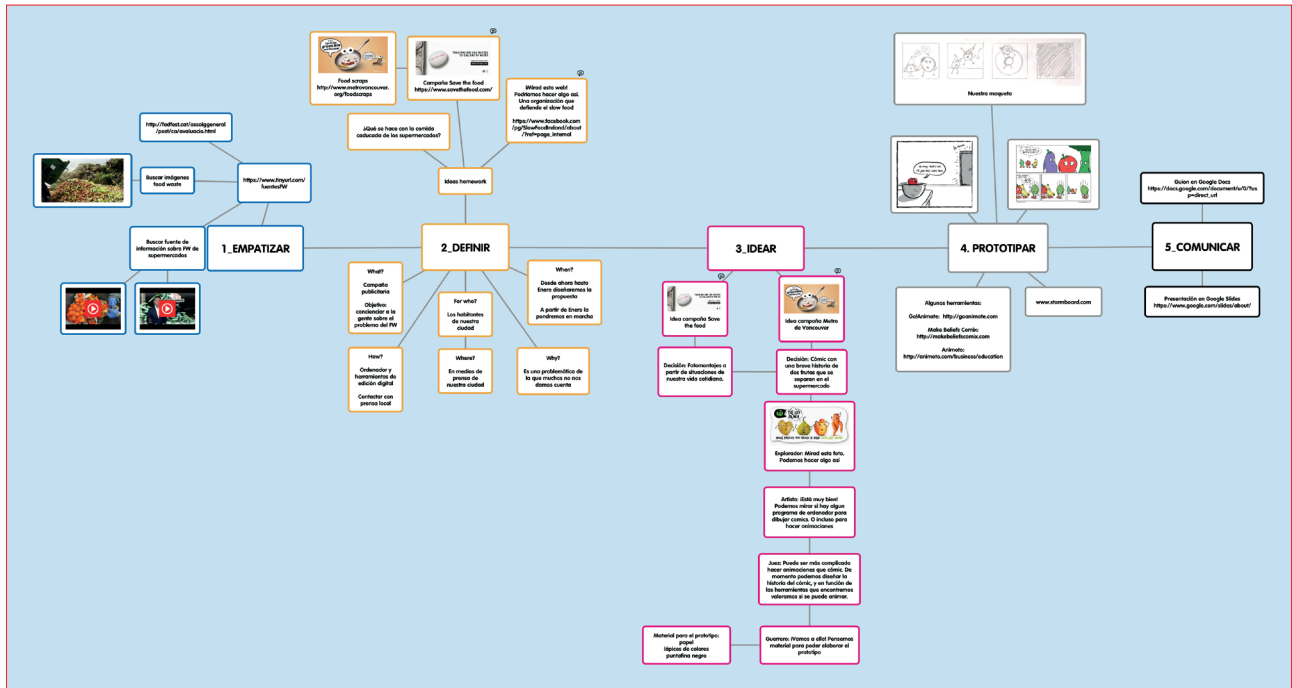 Food scraps
http://www.metrovancouver.
org/foodscraps
Campaña Save the food
https://www.savethefood.com/
¡Mirad esta web!
Podríamos hacer algo así.
Una organización que
defiende el slow food
https://www.facebook.com
/pg/SlowFoodIreland/about
/?ref=page_internal
¿Qué se hace con la comida
caducada de los supermercados?
Ideas homework
http://fadfest.cat/assaiggeneral
/post/ca/avaluacio.html
Buscar imágenes
food waste
https://www.tinyurl.com/
fuentesFW
Buscar fuente de
información sobre FW de
supermercados
1_EMPATIZAR
2_DEFINIR
What?
Campaña
publicitaria
Objetivo:
concienciar a la
gente sobre el
problema del FW
For who?
Los habitantes
de nuestra
ciudad
When?
Desde ahora hasta
Enero diseñaremos la
propuesta
A partir de Enero la
pondremos en marcha
How?
Ordenador y
herramientas de
edición digital
Contactar con
prensa local
Where?
En medios de
prensa de
nuestra ciudad
Why?
Es una problemática de
la que muchos no nos
damos cuenta
3_IDEAR
Idea campaña Save
the food
Idea campaña Metro
de Vancouver
Decisión: Fotomontajes a
partir de situaciones de
nuestra vida cotidiana.
Decisión: Cómic con
una breve historia de
dos frutas que se
separan en el
supermercado
Explorador: Mirad esta foto.
Podemos hacer algo así
Artista: ¡Está muy bien!
Podemos mirar si hay algun
programa de ordenador para
dibujar comics. O incluso para
hacer animaciones
Juez: Puede ser más complicado
hacer animaciones que cómic. De
momento podemos diseñar la
historia del cómic, y en función de
las herramientas que encontremos
valoramos si se puede animar.
Guerrero: ¡Vamos a ello! Pensemos
material para poder elaborar el
prototipo
Material para el prototipo:
papel
lápices de colores
puntafina negro
Nuestra maqueta
4. PROTOTIPAR
Algunas herramientas:
Go!Animate: http://goanimate.com
Make Beliefs Comix:
http://makebeliefscomix.com
Animoto:
http://animoto.com/business/education
www.stormboard.com
Guion en Google Docs
https://docs.google.com/document/u/0/?us
p=direct_url
5_COMUNICAR
Presentación en Google Slides
https://www.google.com/slides/about/